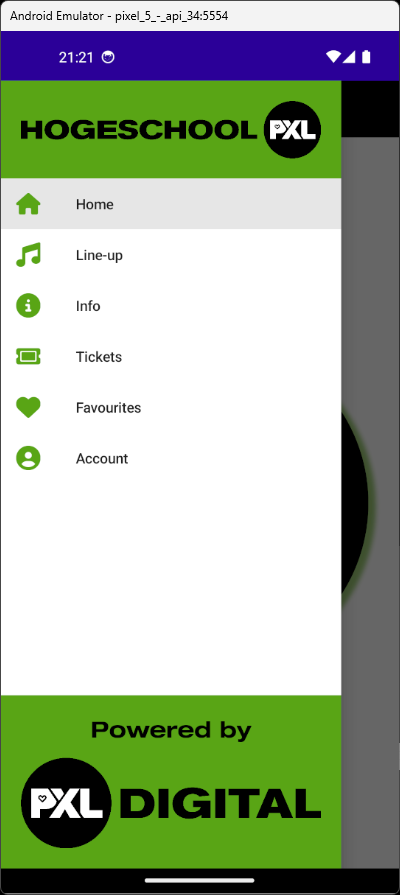 Android Emulator - pixel_5_-_api_34:5554
21:21
HOGESCHOOL PXL
Home
Line-up
Info
Tickets
Favourites
Account
Powered by
PXL DIGITAL